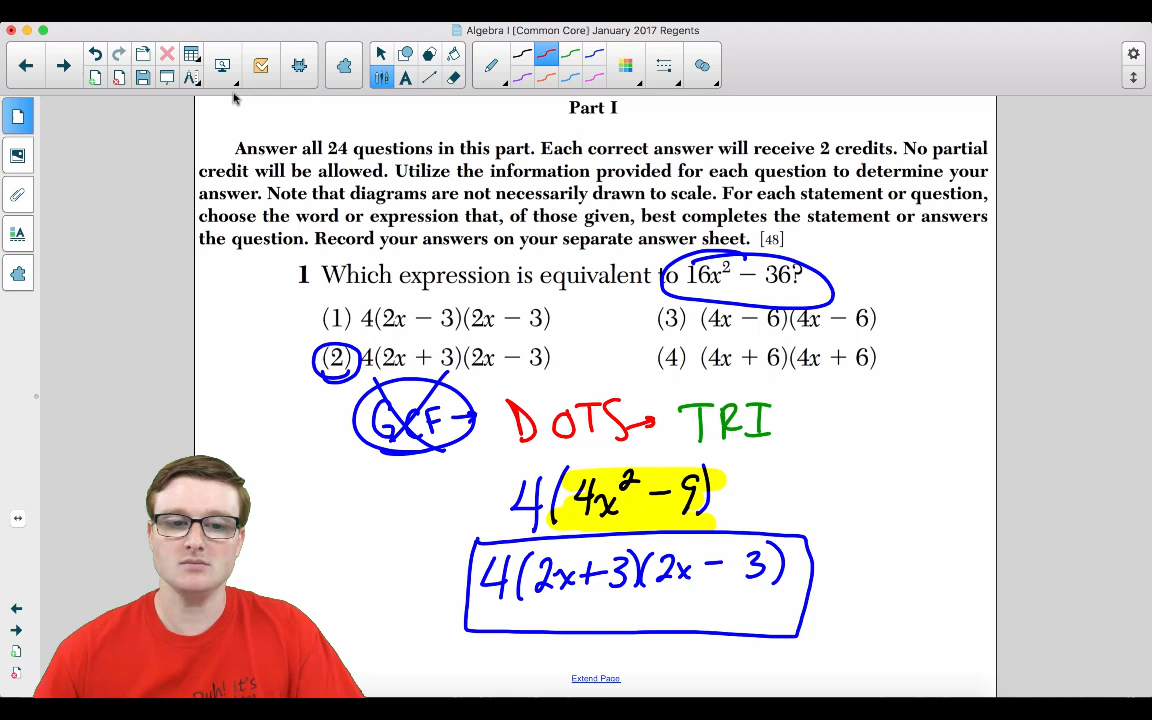 Algebra I [Common Core] January 2017 Regents
Part I
Answer all 24 questions in this part. Each correct answer will receive 2 credits. No partial
credit will be allowed. Utilize the information provided for each question to determine your
answer. Note that diagrams are not necessarily drawn to scale. For each statement or question,
choose the word or expression that, of those given, best completes the statement or answers
the question. Record your answers on your separate answer sheet. [48]
1 Which expression is equivalent to 16x² − 36?
(1) 4(2x − 3)(2x − 3) (3) (4x − 6)(4x − 6)
(2) 4(2x + 3)(2x − 3) (4) (4x + 6)(4x + 6)
GCF → DOTS → TRI
4(4x² − 9)
4(2x+3)(2x − 3)
Duh! It's
Extend Page